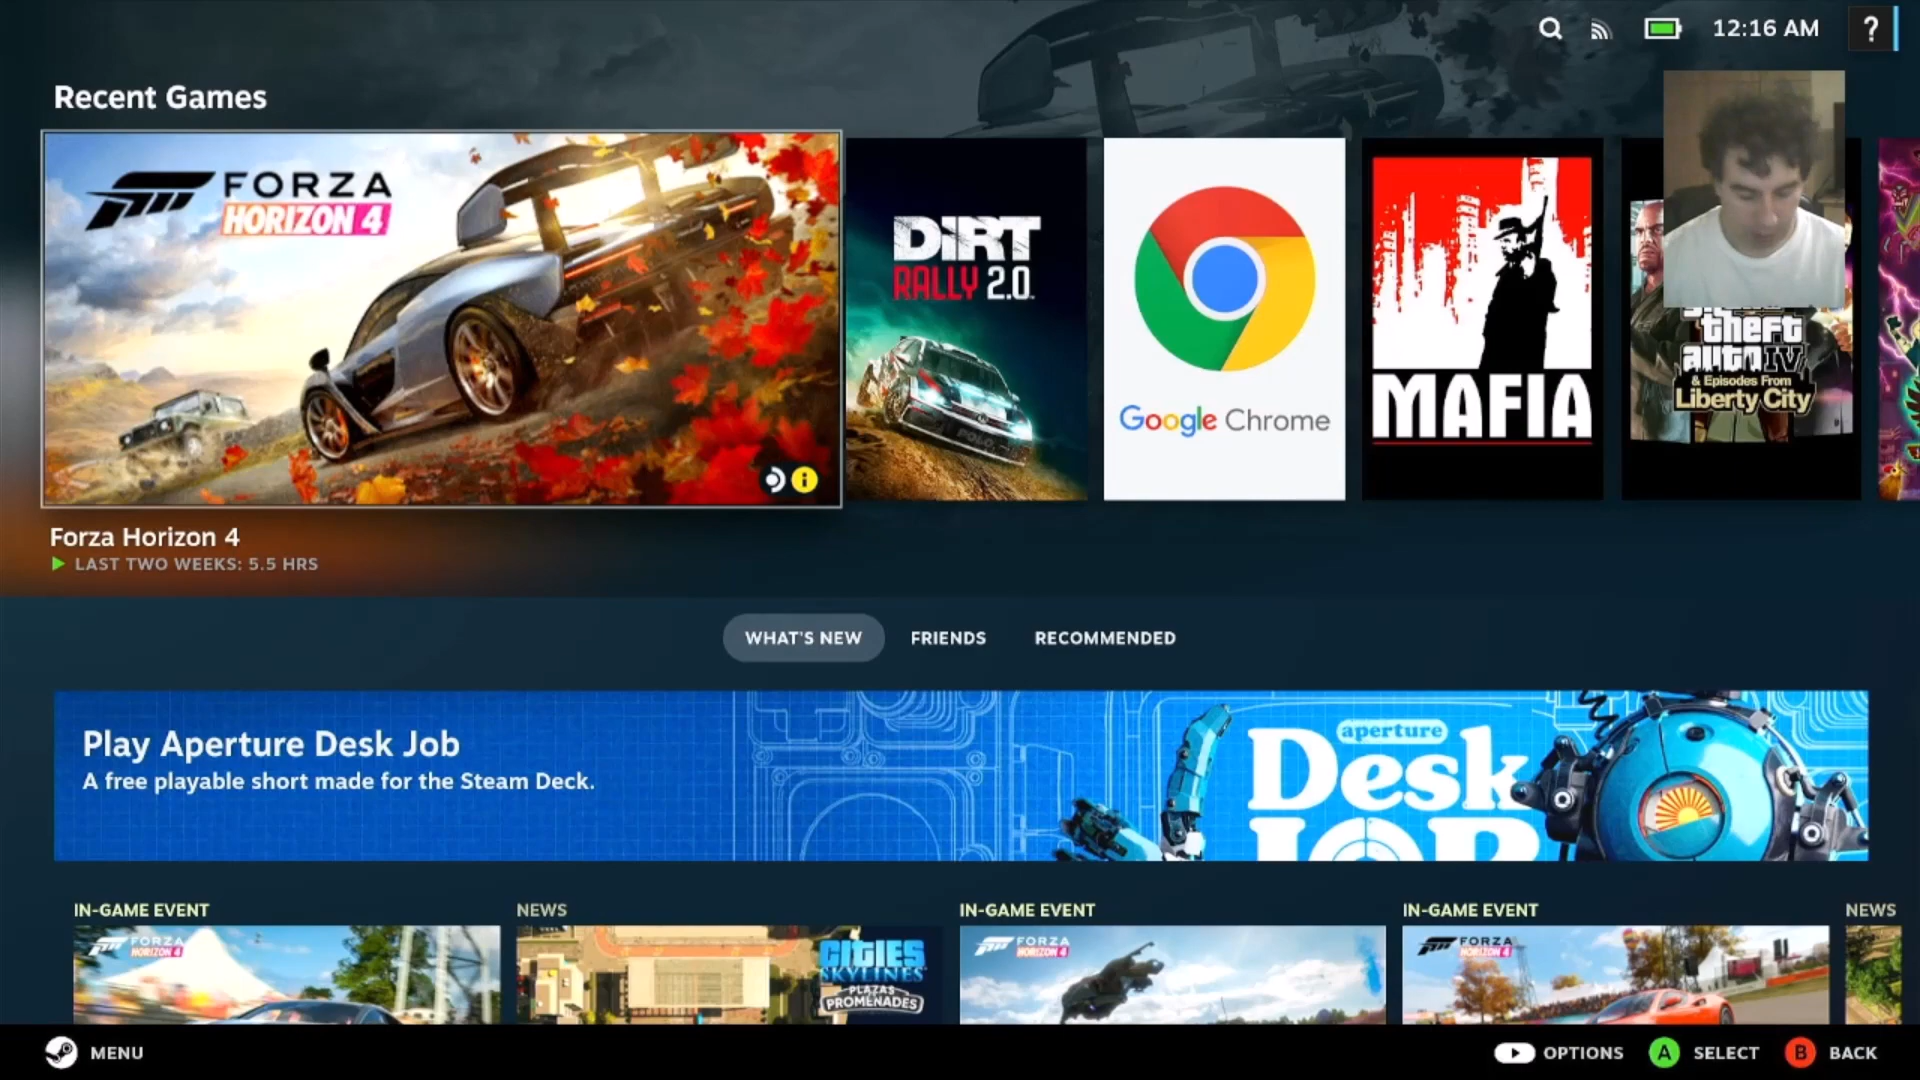 12:16 AM
?
Recent Games
FORZA
HORIZON 4
DiRT
RALLY 2.0
Google Chrome
MAFIA
theft
auto IV
& Episodes From
Liberty City
Forza Horizon 4
LAST TWO WEEKS: 5.5 HRS
WHAT'S NEW
FRIENDS
RECOMMENDED
Play Aperture Desk Job
A free playable short made for the Steam Deck.
aperture
Desk
JOB
IN-GAME EVENT
NEWS
IN-GAME EVENT
IN-GAME EVENT
NEWS
FORZA
HORIZON 4
CITIES
SKYLINES
PLAZAS
PROMENADES
FORZA
HORIZON 4
FORZA
HORIZON 4
MENU
OPTIONS
A SELECT
B BACK